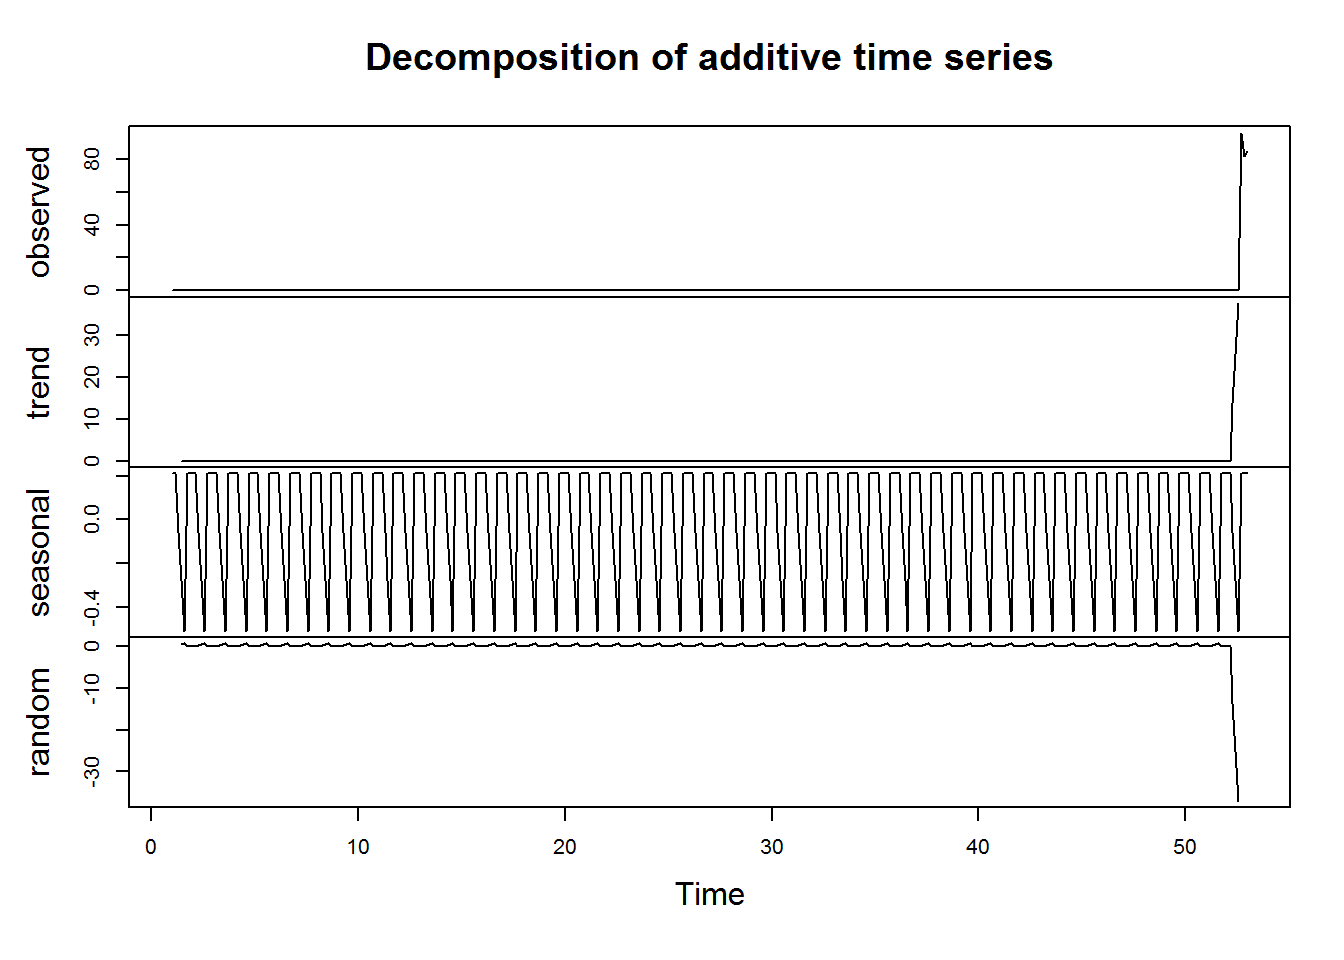 Decomposition of additive time series
observed
0 40 80
trend
0 10 20 30
seasonal
-0.4 0.0
random
-30 -10 0
0 10 20 30 40 50
Time